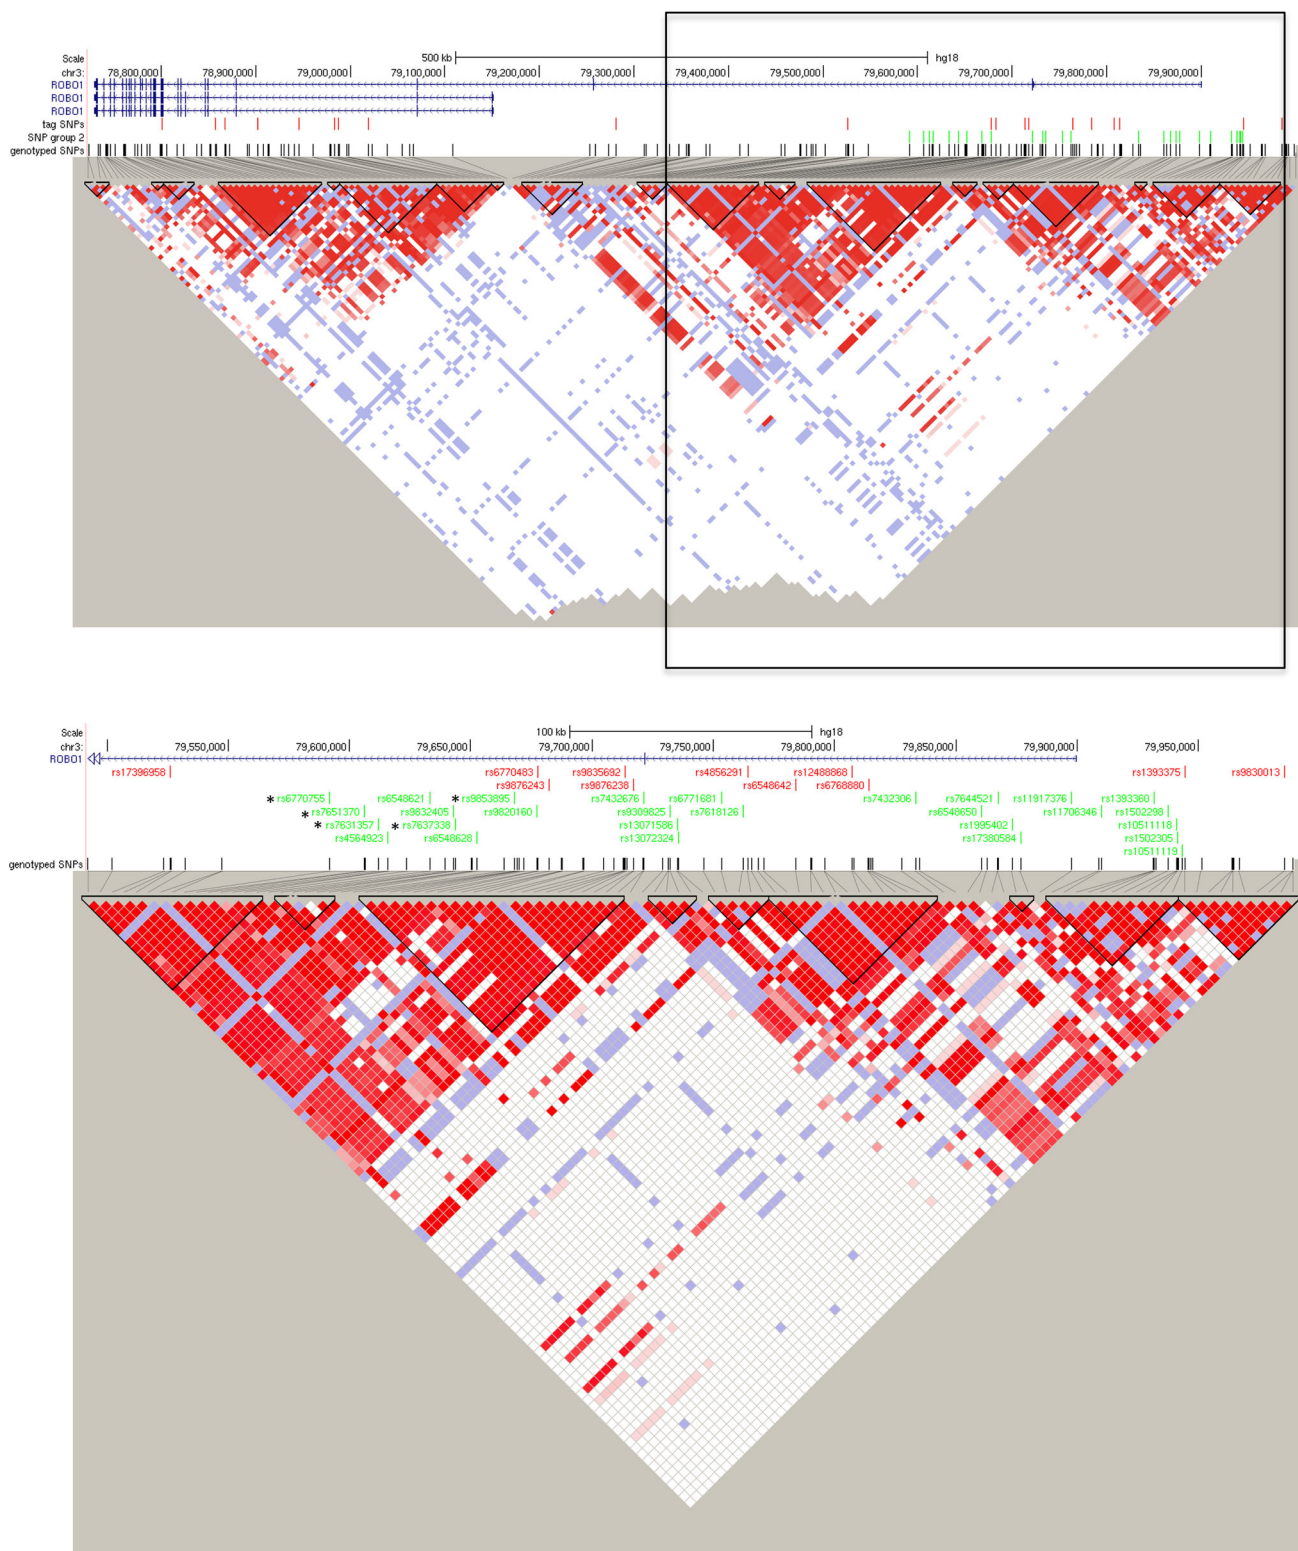 Scale 500 kb hg18
chr3: 78,800,000 78,900,000 79,000,000 79,100,000 79,200,000 79,300,000 79,400,000 79,500,000 79,600,000 79,700,000 79,800,000 79,900,000
ROBO1
ROBO1
ROBO1
tag SNPs
SNP group 2
genotyped SNPs
Scale 100 kb hg18
chr3: 79,550,000 79,600,000 79,650,000 79,700,000 79,750,000 79,800,000 79,850,000 79,900,000 79,950,000
ROBO1
rs17396958 rs6770483 rs9835692 rs4856291 rs12488868 rs1393375 rs9830013
rs9876243 rs9876238 rs6548642 rs6768880
* rs6770755 rs6548621 * rs9853895 rs7432676 rs6771681 rs7432306 rs7644521 rs11917376 rs1393360
* rs7651370 rs9832405 rs9820160 rs9309825 rs7618126 rs6548650 rs11706346 rs1502298
* rs7631357 * rs7637338 rs13071586 rs1995402 rs10511118
rs4564923 rs6548628 rs13072324 rs17380584 rs1502305
genotyped SNPs rs10511119